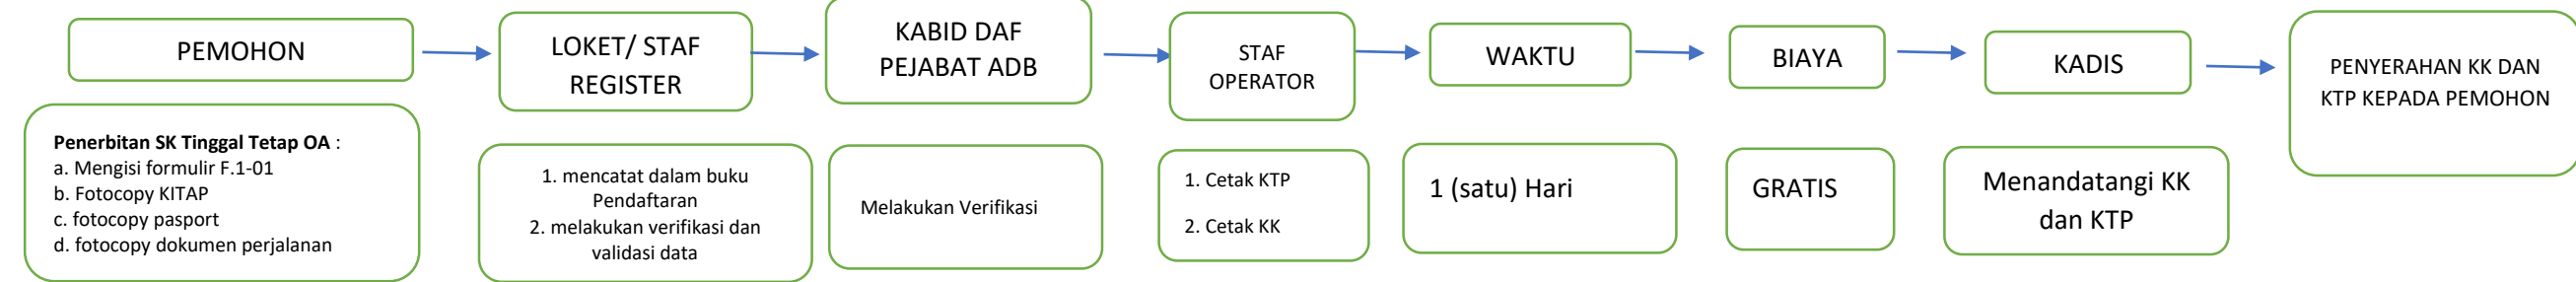 PEMOHON
LOKET/ STAF
REGISTER
KABID DAF
PEJABAT ADB
STAF
OPERATOR
WAKTU
BIAYA
KADIS
PENYERAHAN KK DAN
KTP KEPADA PEMOHON
Penerbitan SK Tinggal Tetap OA :
a. Mengisi formulir F.1-01
b. Fotocopy KITAP
c. fotocopy pasport
d. fotocopy dokumen perjalanan
1. mencatat dalam buku
Pendaftaran
2. melakukan verifikasi dan
validasi data
Melakukan Verifikasi
1. Cetak KTP
2. Cetak KK
1 (satu) Hari
GRATIS
Menandatangi KK
dan KTP